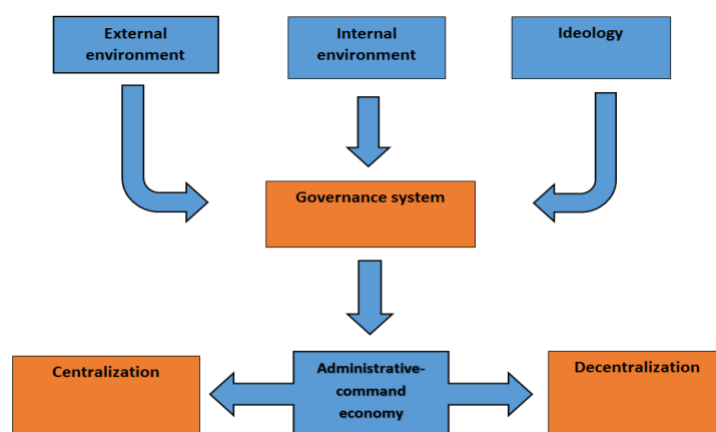 External
environment
Internal
environment
Ideology
Governance system
Centralization
Administrative-
command
economy
Decentralization